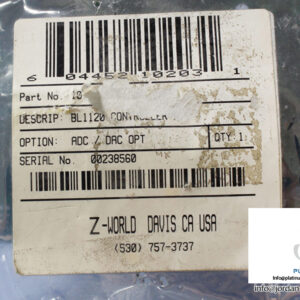 6 04452 10203 1
Part No. 10
DESCRIP: BL1120 CONTROLLER
OPTION: ADC / DAC OPT QTY: 1
SERIAL No. 00238560
Z-WORLD DAVIS CA USA
(530) 757-3737